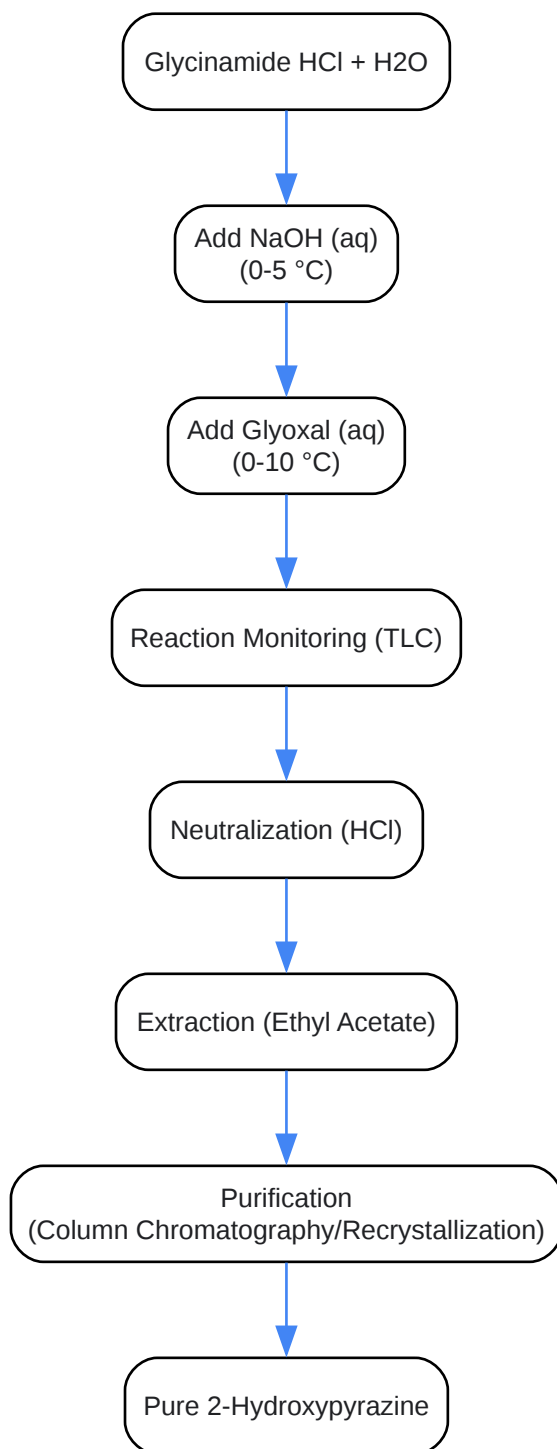 Glycinamide HCl + H2O
Add NaOH (aq)
(0-5 °C)
Add Glyoxal (aq)
(0-10 °C)
Reaction Monitoring (TLC)
Neutralization (HCl)
Extraction (Ethyl Acetate)
Purification
(Column Chromatography/Recrystallization)
Pure 2-Hydroxypyrazine